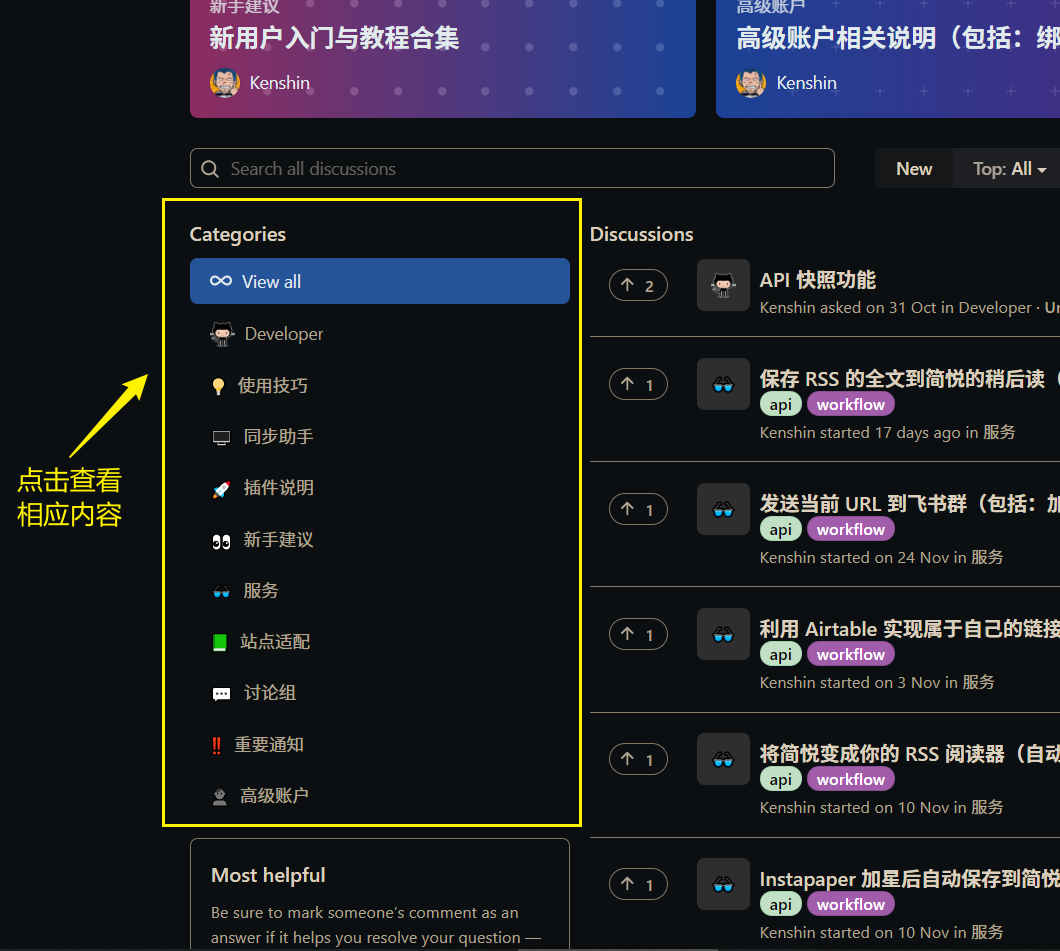 新手建议
新用户入门与教程合集
Kenshin
高级账户
高级账户相关说明（包括：绑
Kenshin
Search all discussions
New
Top: All
Categories
View all
Developer
使用技巧
同步助手
插件说明
新手建议
服务
站点适配
讨论组
重要通知
高级账户
点击查看
相应内容
Most helpful
Be sure to mark someone’s comment as an
answer if it helps you resolve your question —
Discussions
2
API 快照功能
Kenshin asked on 31 Oct in Developer · Un
1
保存 RSS 的全文到简悦的稍后读（
api workflow
Kenshin started 17 days ago in 服务
1
发送当前 URL 到飞书群（包括：加
api workflow
Kenshin started on 24 Nov in 服务
1
利用 Airtable 实现属于自己的链接
api workflow
Kenshin started on 3 Nov in 服务
1
将简悦变成你的 RSS 阅读器（自动
api workflow
Kenshin started on 10 Nov in 服务
1
Instapaper 加星后自动保存到简悦
api workflow
Kenshin started on 10 Nov in 服务